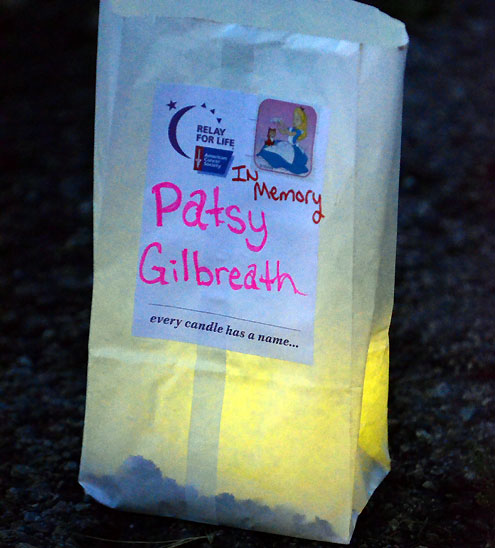 RELAY
FOR LIFE
American
Cancer
Society
IN
Memory
Patsy
Gilbreath
every candle has a name...